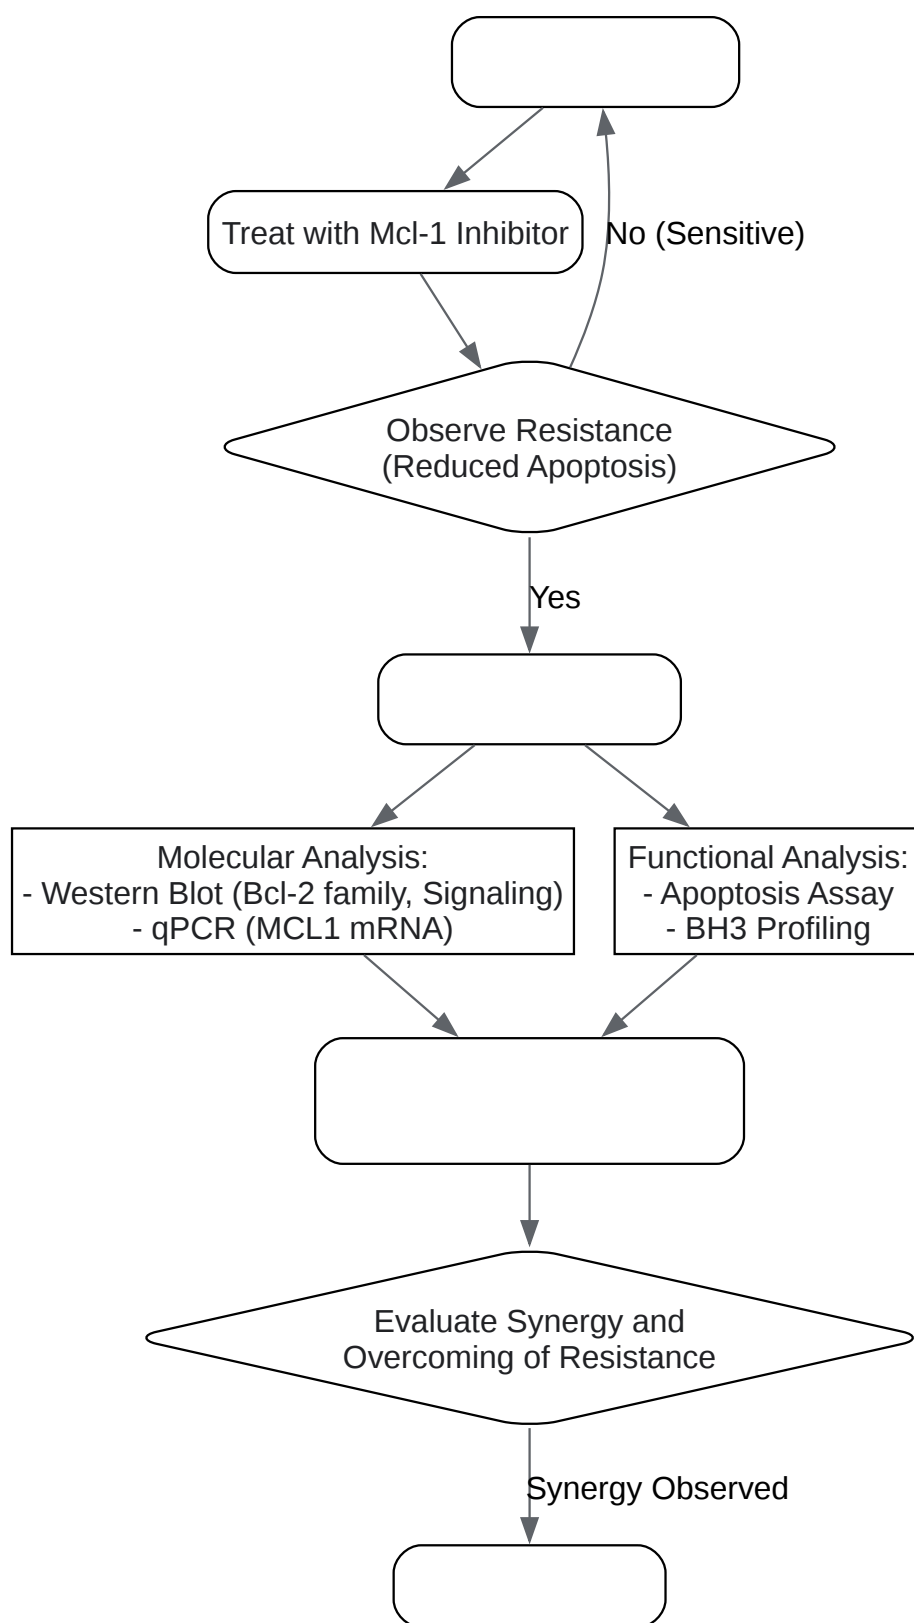 Treat with Mcl-1 Inhibitor
No (Sensitive)
Observe Resistance
(Reduced Apoptosis)
Yes
Molecular Analysis:
- Western Blot (Bcl-2 family, Signaling)
- qPCR (MCL1 mRNA)
Functional Analysis:
- Apoptosis Assay
- BH3 Profiling
Evaluate Synergy and
Overcoming of Resistance
Synergy Observed